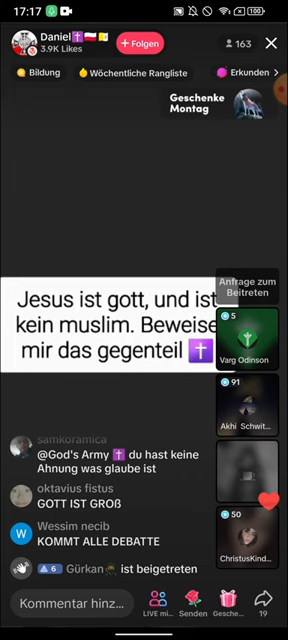 17:17
100
Daniel✝️🇵🇱🇻🇦
3.9K Likes
+ Folgen
163
Bildung
Wöchentliche Rangliste
Erkunden
Geschenke
Montag
Anfrage zum
Beitreten
Jesus ist gott, und ist
kein muslim. Beweise
mir das gegenteil ✝️
5
Varg Odinson
91
Akhi Schwit...
50
ChristusKind...
samkoramica
@God's Army ✝️ du hast keine
Ahnung was glaube ist
oktavius fistus
GOTT IST GROß
W
Wessim necib
KOMMT ALLE DEBATTE
6 Gürkan🥷 ist beigetreten
Kommentar hinz...
LIVE mi...
Senden
Gesche...
19